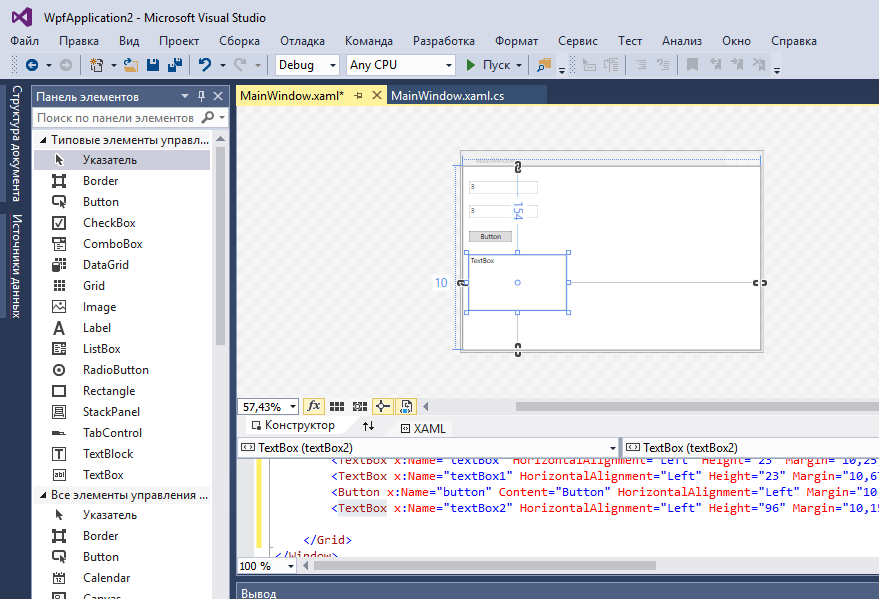 WpfApplication2 - Microsoft Visual Studio
Файл Правка Вид Проект Сборка Отладка Команда Разработка Формат Сервис Тест Анализ Окно Справка
Debug Any CPU Пуск
Структура документа
Источники данных
Панель элементов
Поиск по панели элементов
Типовые элементы управл...
Указатель
Border
Button
CheckBox
ComboBox
DataGrid
Grid
Image
Label
ListBox
RadioButton
Rectangle
StackPanel
TabControl
TextBlock
TextBox
Все элементы управления ...
Указатель
Border
Button
Calendar
Canvas
MainWindow.xaml* MainWindow.xaml.cs
MainWindow
3
3
154
Button
TextBox
10
57,43%
Конструктор XAML
TextBox (textBox2) TextBox (textBox2)
<TextBox x:Name="textBox" HorizontalAlignment="Left" Height="23" Margin="10,25
<TextBox x:Name="textBox1" HorizontalAlignment="Left" Height="23" Margin="10,6
<Button x:Name="button" Content="Button" HorizontalAlignment="Left" Margin="10,
<TextBox x:Name="textBox2" HorizontalAlignment="Left" Height="96" Margin="10,15
</Grid>
</Window>
100 %
Вывод